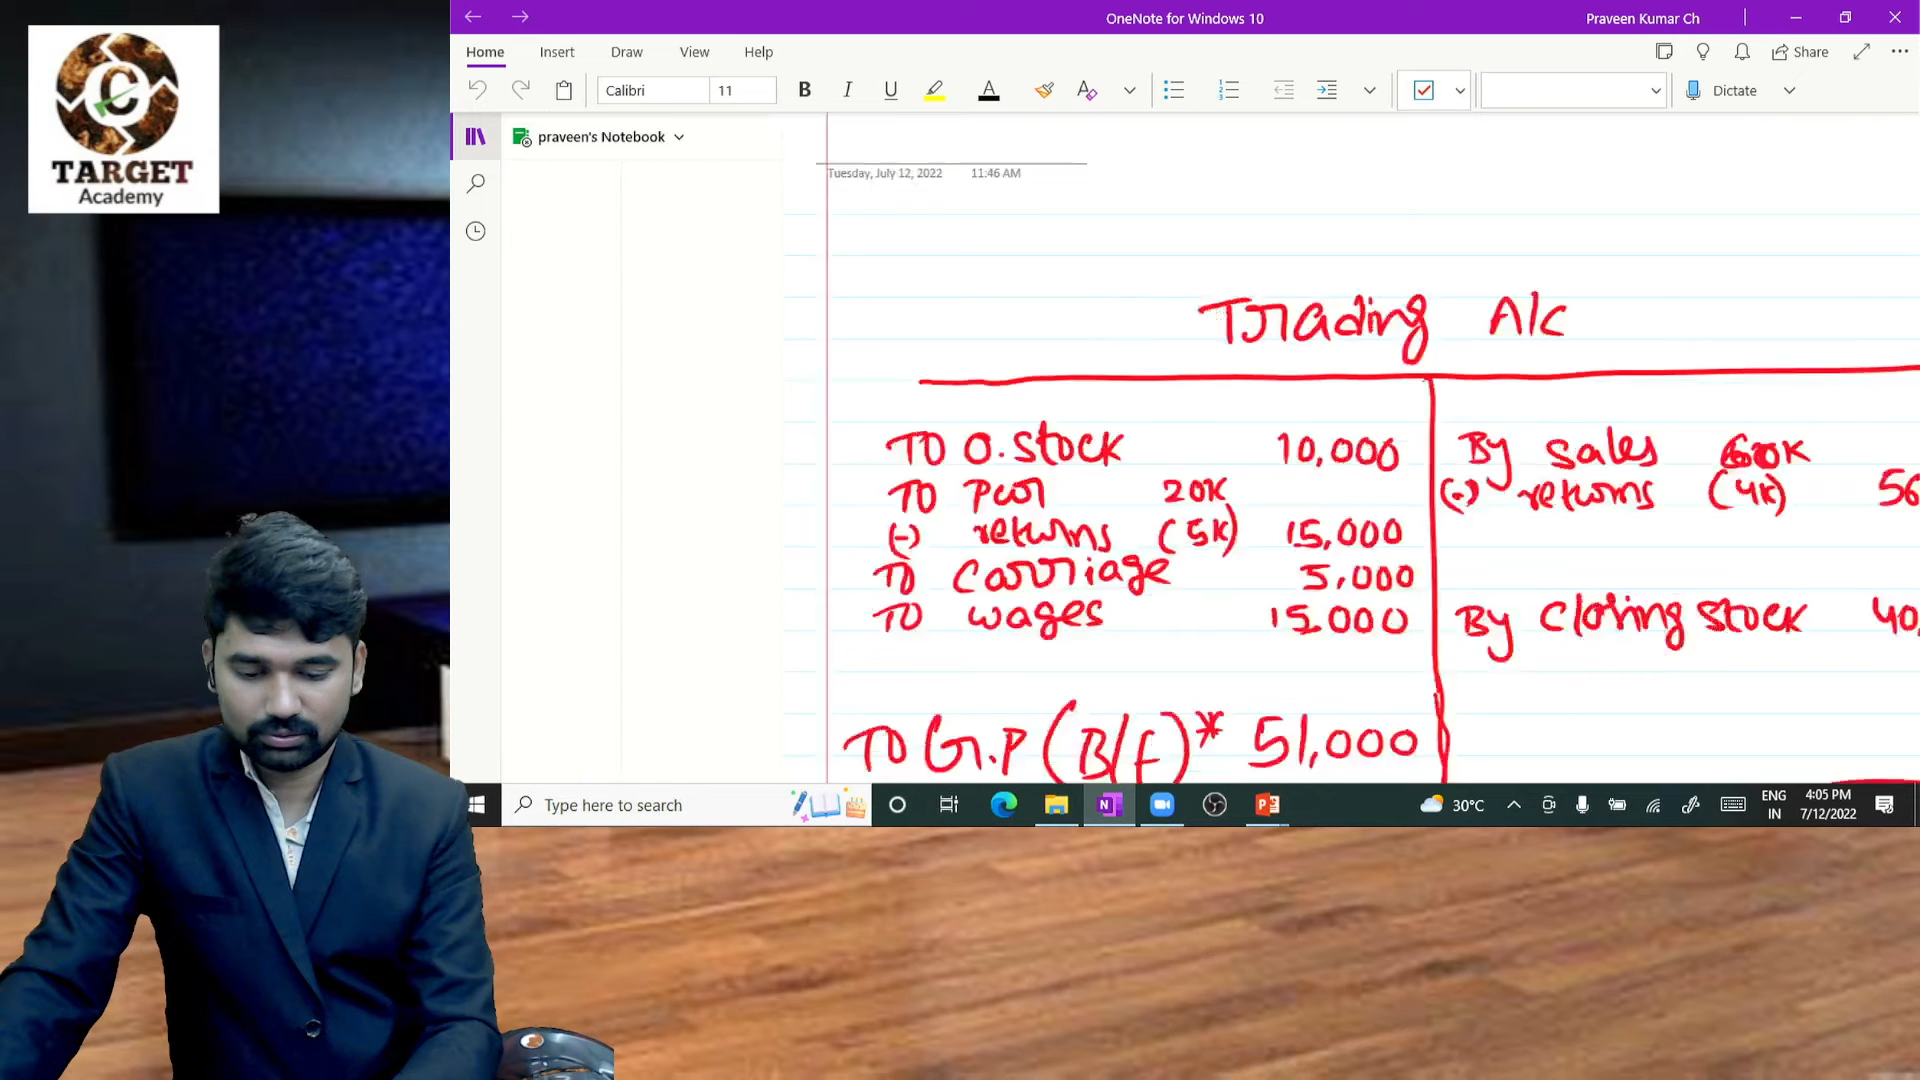 TARGET
Academy
OneNote for Windows 10
Praveen Kumar Ch
Home Insert Draw View Help
Share
Calibri 11 B I U A
Dictate
praveen's Notebook
Tuesday, July 12, 2022 11:46 AM
Trading A/c
TO O. Stock 10,000 By Sales 60K
TO Pur 20K (-) returns (4K) 56
(-) returns (5K) 15,000
TO Carriage 5,000
TO wages 15,000 By Closing Stock 40,
TO G.P (B/F)* 51,000
Type here to search
30°C
ENG
IN
4:05 PM
7/12/2022